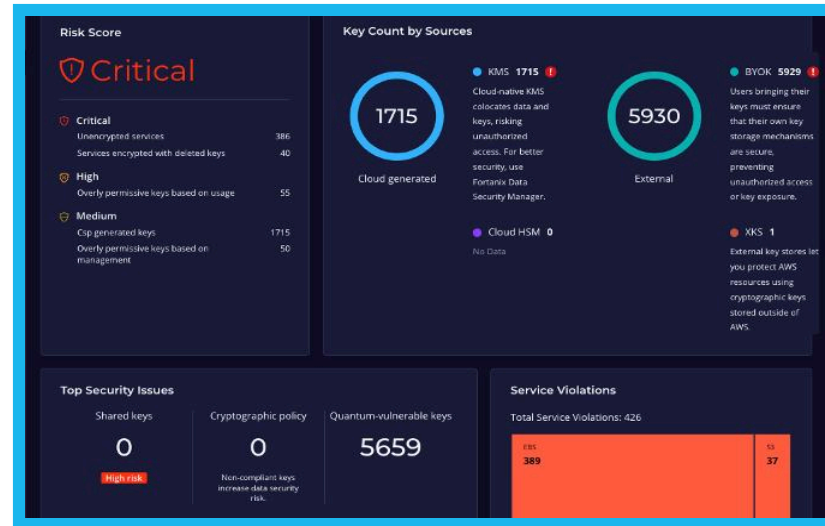 Risk Score
Critical
Critical
Unencrypted services 386
Services encrypted with deleted keys 40
High
Overly permissive keys based on usage 55
Medium
Csp generated keys 1715
Overly permissive keys based on 50
management
Key Count by Sources
1715
Cloud generated
KMS 1715
Cloud-native KMS
colocates data and
keys, risking
unauthorized
access. For better
security, use
Fortanix Data
Security Manager.
Cloud HSM 0
No Data
5930
External
BYOK 5929
Users bringing their
keys must ensure
that their own key
storage mechanisms
are secure,
preventing
unauthorized access
or key exposure.
XKS 1
External key stores let
you protect AWS
resources using
cryptographic keys
stored outside of
AWS.
Top Security Issues
Shared keys
0
High risk
Cryptographic policy
0
Non-compliant keys
increase data security
risk.
Quantum-vulnerable keys
5659
Service Violations
Total Service Violations: 426
EBS
389
37